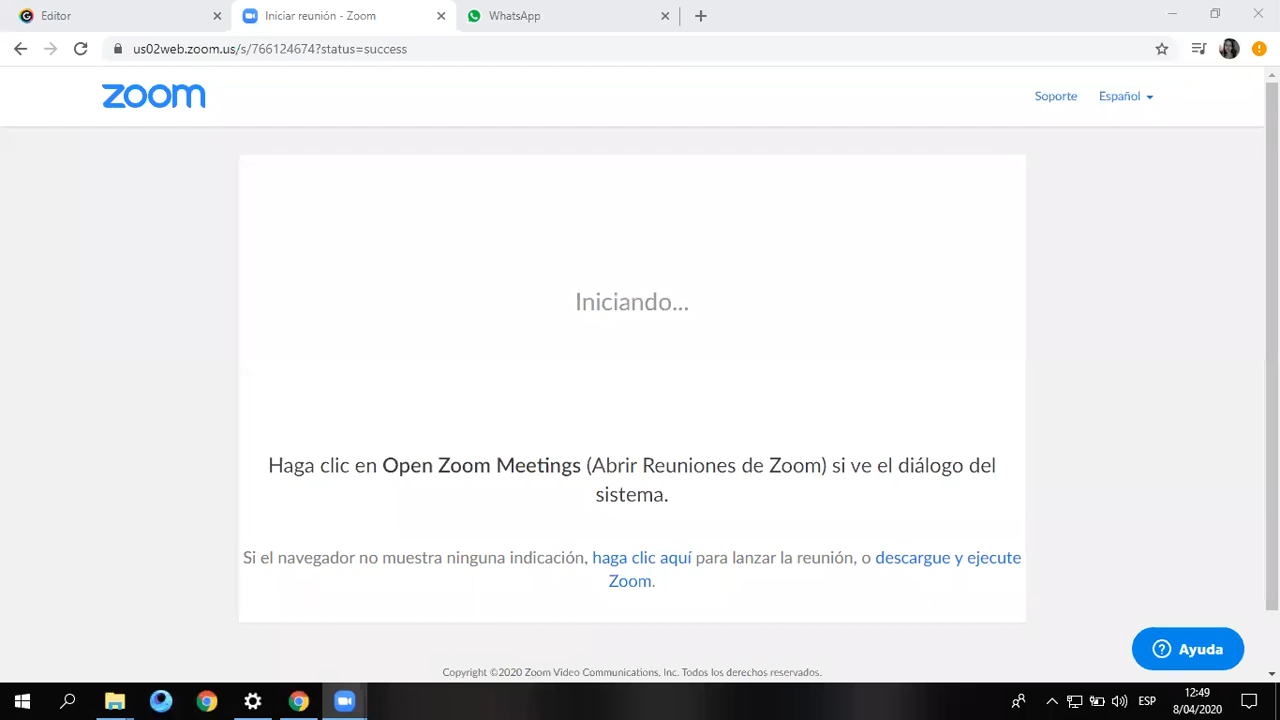 Editor
Iniciar reunión - Zoom
WhatsApp
us02web.zoom.us/s/766124674?status=success
zoom
Soporte
Español
Iniciando...
Haga clic en Open Zoom Meetings (Abrir Reuniones de Zoom) si ve el diálogo del
sistema.
Si el navegador no muestra ninguna indicación, haga clic aquí para lanzar la reunión, o descargue y ejecute
Zoom.
Ayuda
Copyright ©2020 Zoom Video Communications, Inc. Todos los derechos reservados.
ESP
12:49
8/04/2020